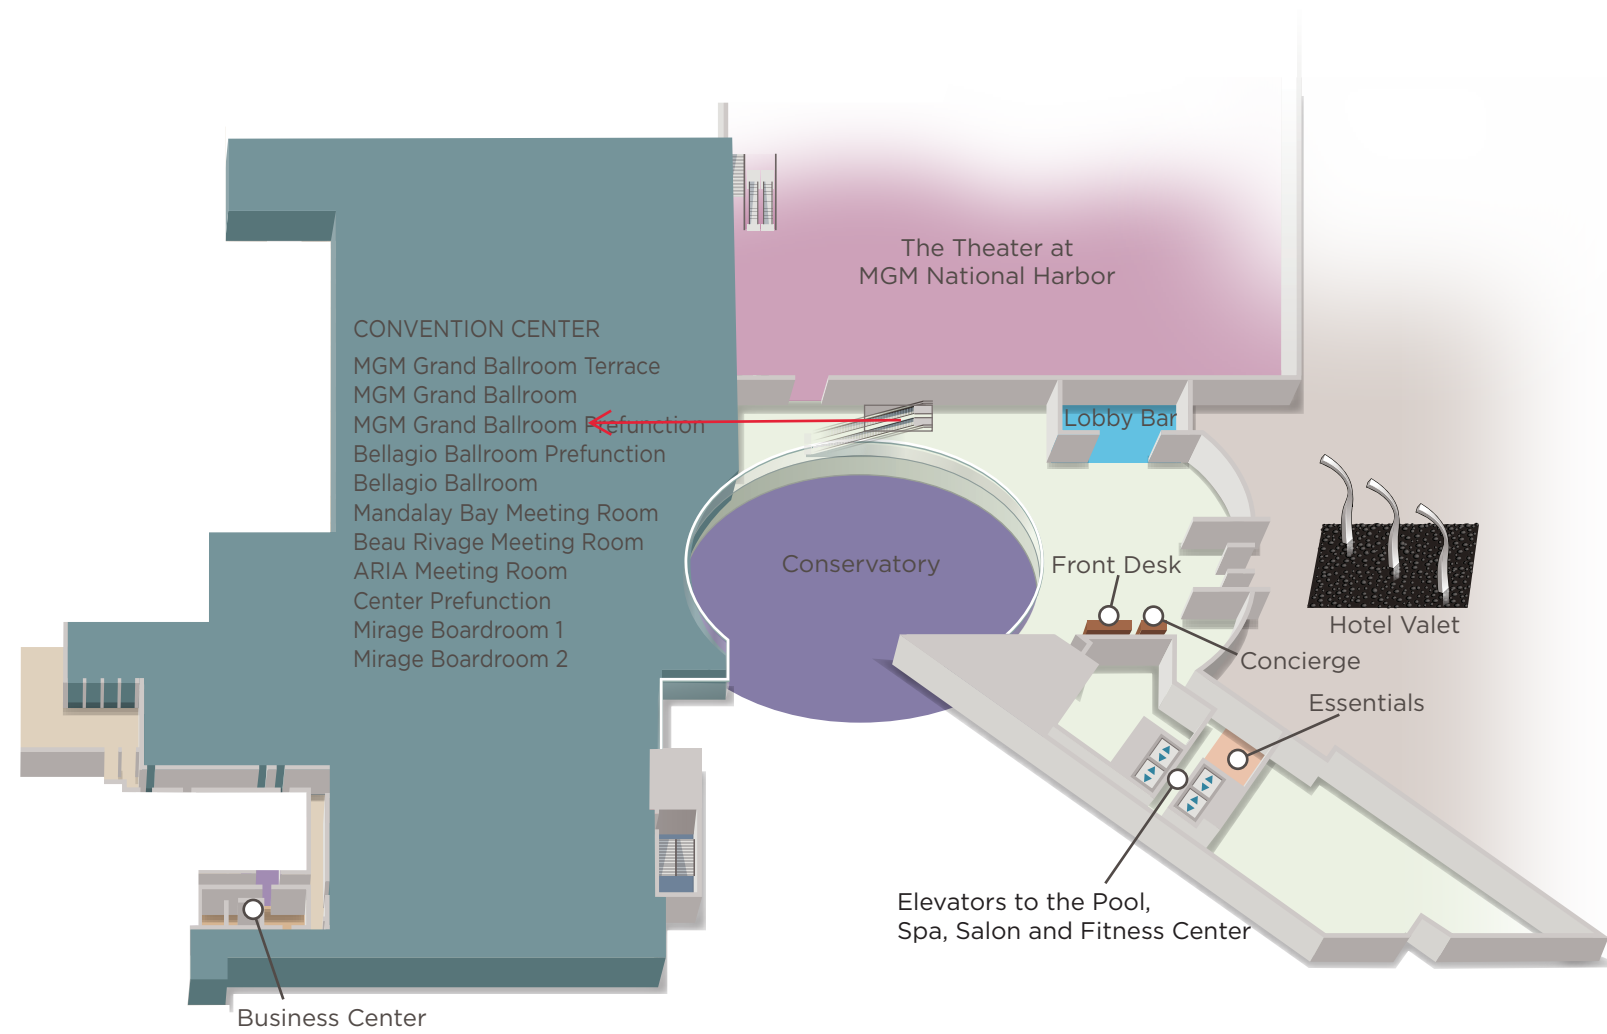 The Theater at
MGM National Harbor
CONVENTION CENTER
MGM Grand Ballroom Terrace
MGM Grand Ballroom
MGM Grand Ballroom Prefunction
Bellagio Ballroom Prefunction
Bellagio Ballroom
Mandalay Bay Meeting Room
Beau Rivage Meeting Room
ARIA Meeting Room
Center Prefunction
Mirage Boardroom 1
Mirage Boardroom 2
Lobby Bar
Conservatory
Front Desk
Hotel Valet
Concierge
Essentials
Elevators to the Pool,
Spa, Salon and Fitness Center
Business Center